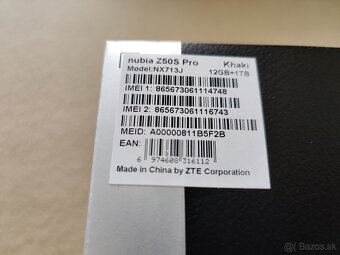 nubia Z50S Pro Khaki
Model:NX713J 12GB+1TB
IMEI 1: 865673061114748
IMEI 2: 865673061116743
MEID: A00000811B5F2B
EAN:
6 974608 316112
Made in China by ZTE Corporation
© Bazos.sk